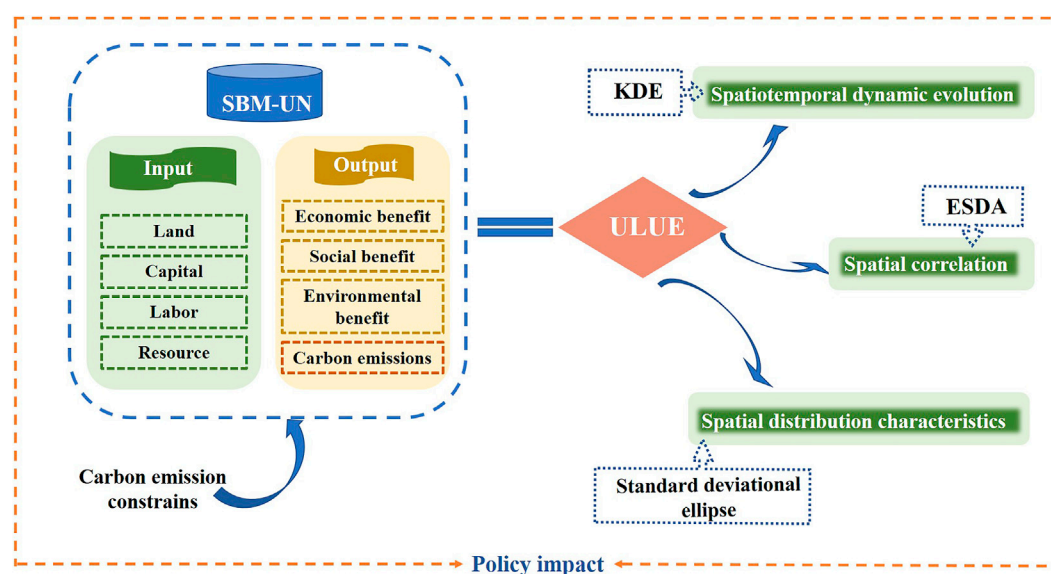 SBM-UN
Input
Land
Capital
Labor
Resource
Output
Economic benefit
Social benefit
Environmental
benefit
Carbon emissions
Carbon emission
constrains
ULUE
KDE
Spatiotemporal dynamic evolution
ESDA
Spatial correlation
Spatial distribution characteristics
Standard deviational
ellipse
Policy impact